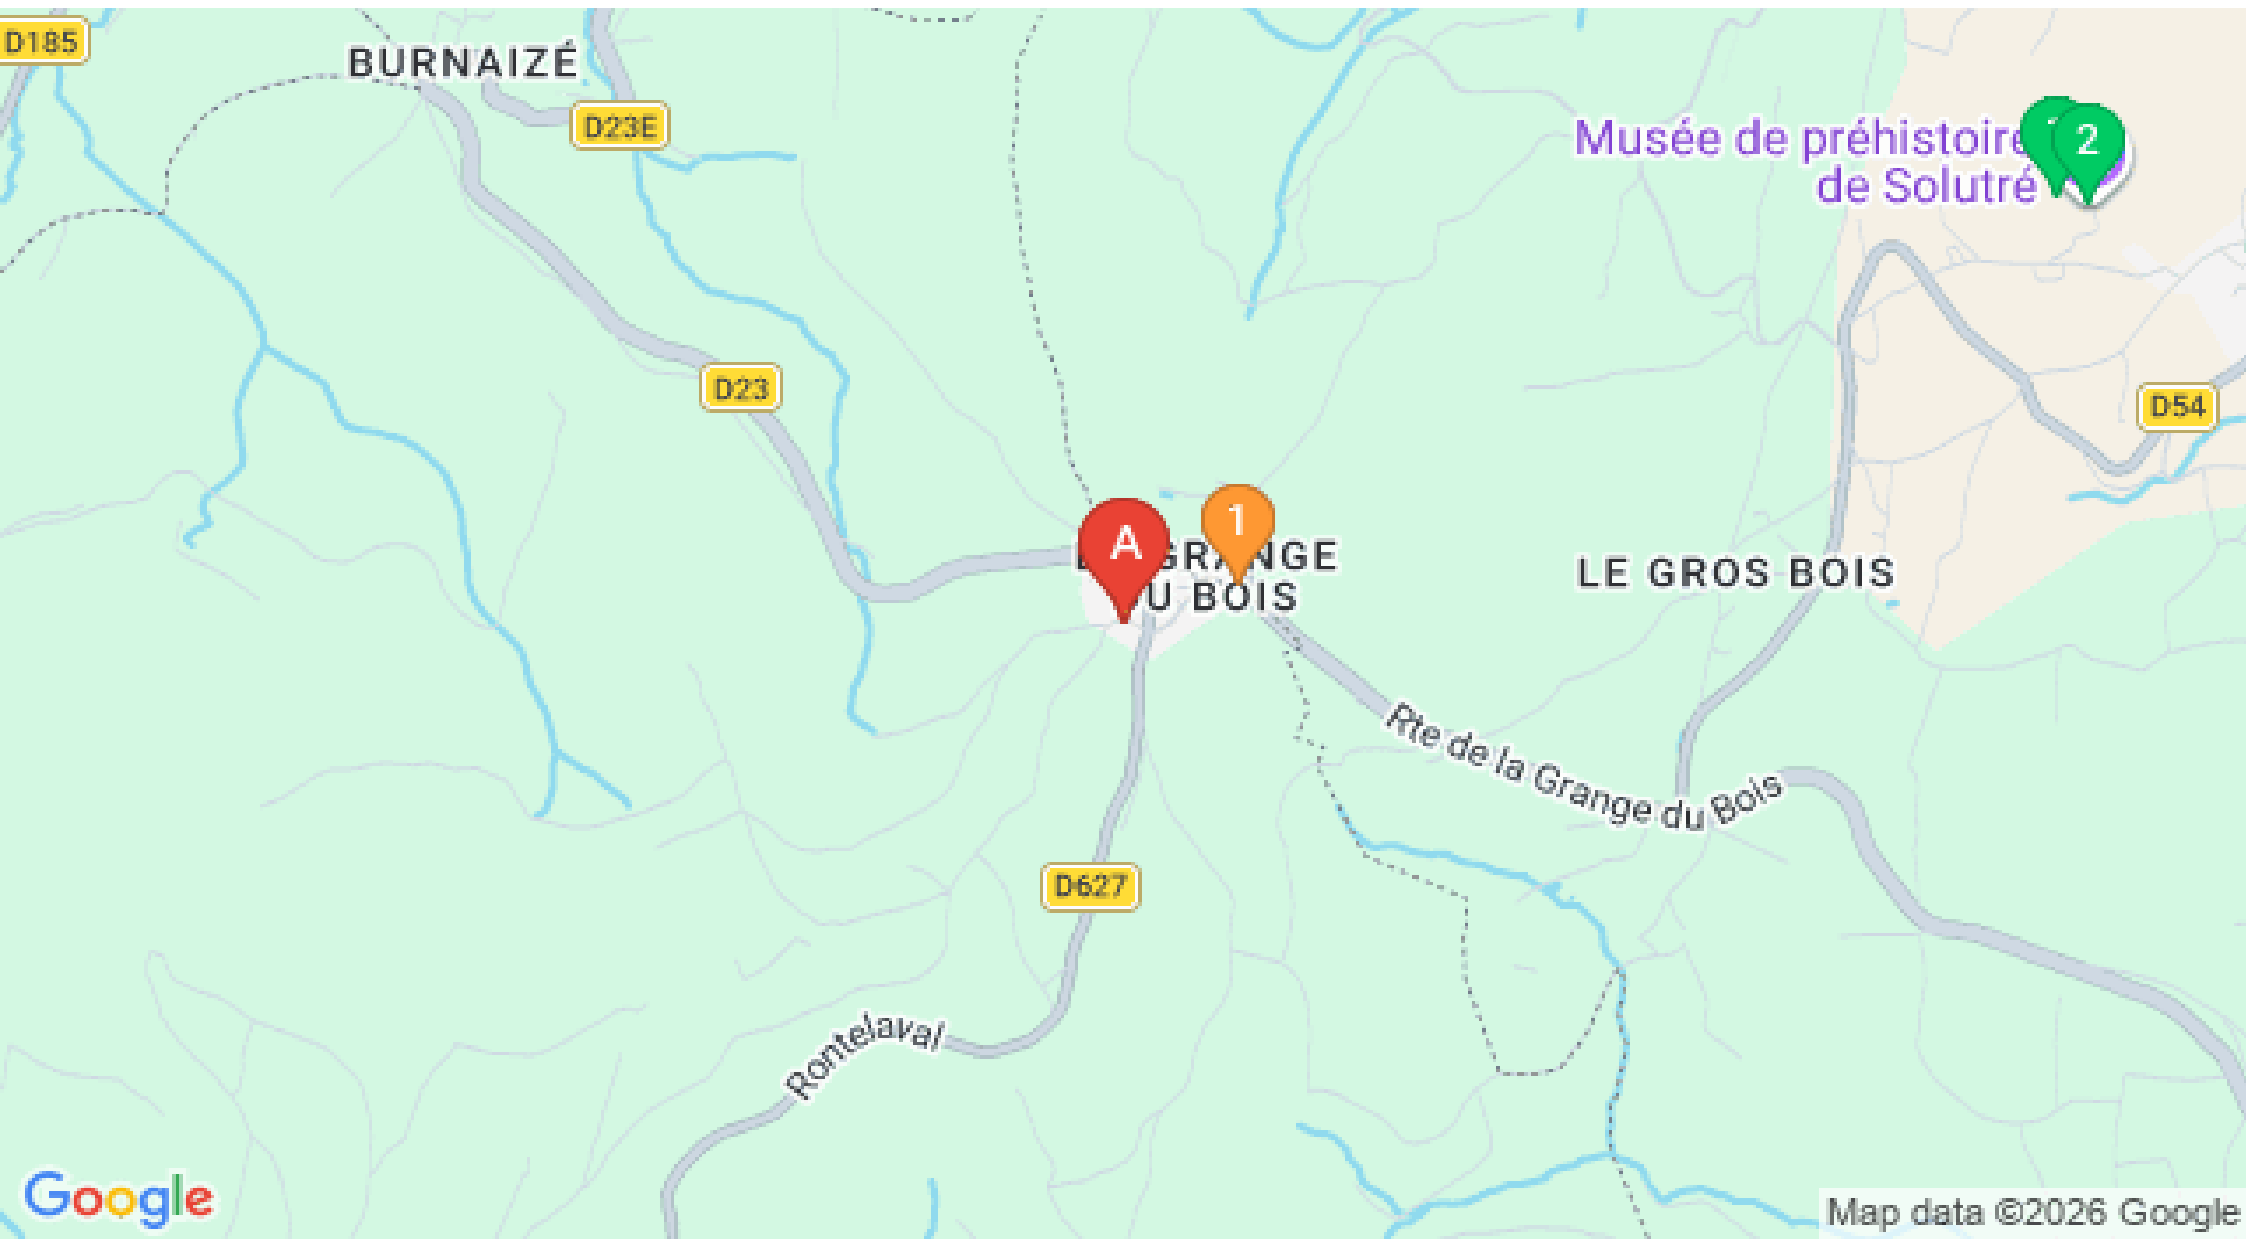 D185
BURNAIZÉ
D23E
Musée de préhistoire
de Solutré
2
D23
D54
A
1
GRANGE
U BOIS
LE GROS BOIS
Rte de la Grange du Bois
D627
Rontelaval
Google
Map data ©2026 Google